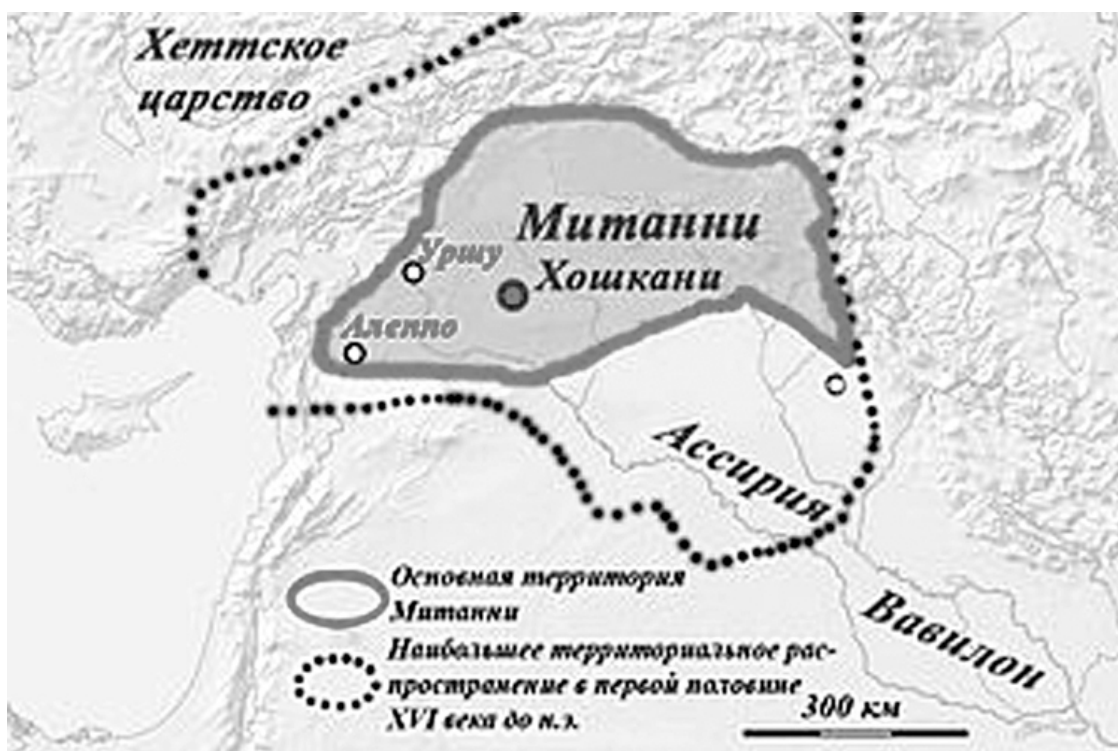 Хеттское
царство
Митанни
Уршу
Хошкани
Алеппо
Ассирия
Основная территория
Митанни
Вавилон
Наибольшее территориальное рас-
пространение в первой половине
XVI века до н.э.
300 км